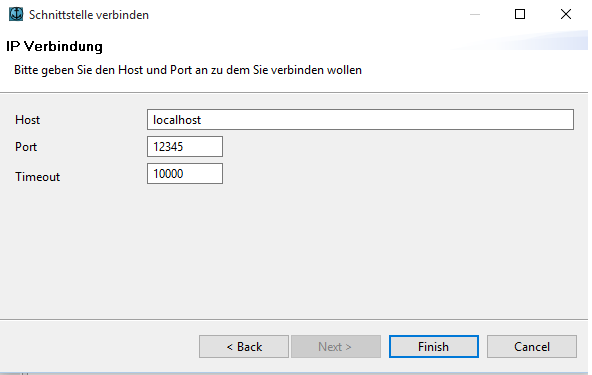 Schnittstelle verbinden
IP Verbindung
Bitte geben Sie den Host und Port an zu dem Sie verbinden wollen
Host localhost
Port 12345
Timeout 10000
< Back Next > Finish Cancel